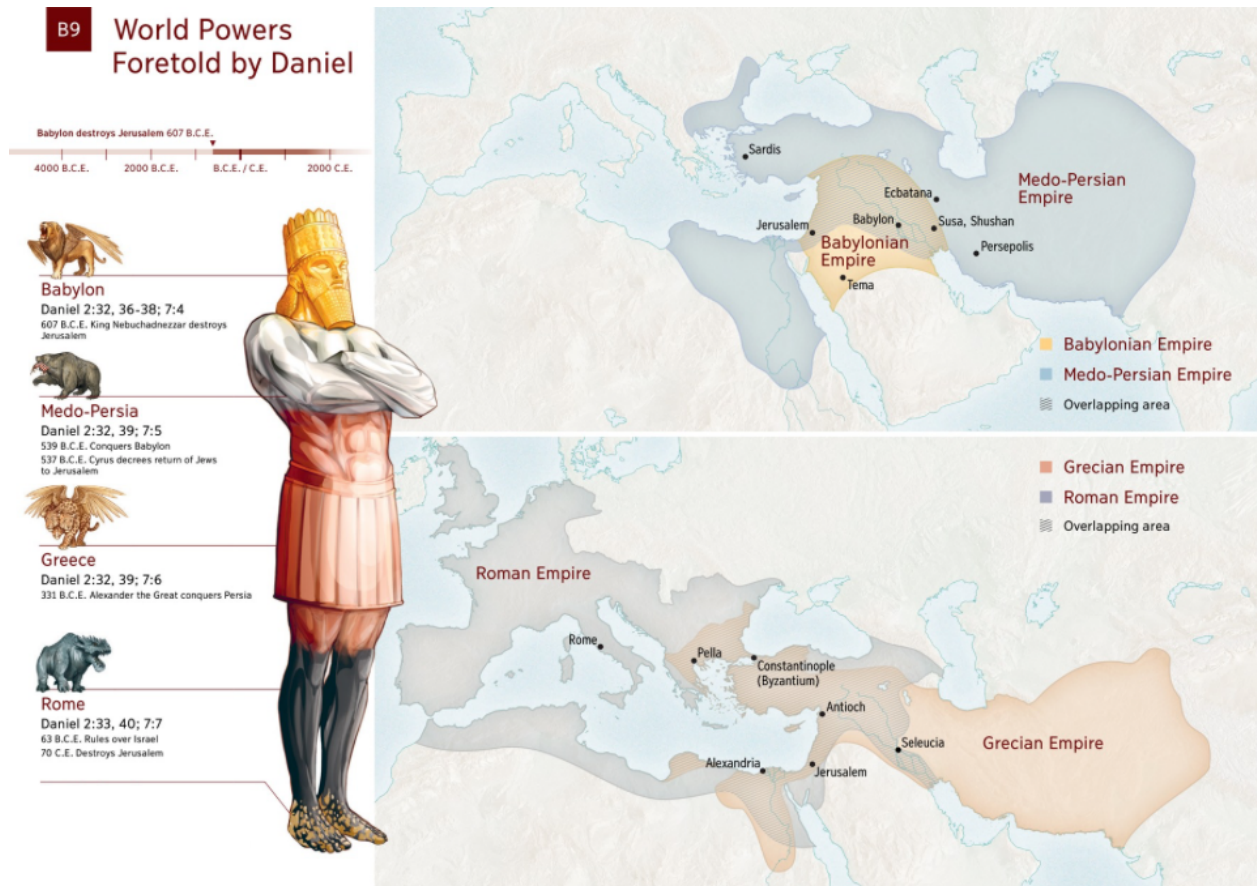 B9
World Powers
Foretold by Daniel
Babylon destroys Jerusalem 607 B.C.E.
4000 B.C.E.
2000 B.C.E.
B.C.E. / C.E.
2000 C.E.
Babylon
Daniel 2:32, 36-38; 7:4
607 B.C.E. King Nebuchadnezzar destroys
Jerusalem
Medo-Persia
Daniel 2:32, 39; 7:5
539 B.C.E. Conquers Babylon
537 B.C.E. Cyrus decrees return of Jews
to Jerusalem
Greece
Daniel 2:32, 39; 7:6
331 B.C.E. Alexander the Great conquers Persia
Rome
Daniel 2:33, 40; 7:7
63 B.C.E. Rules over Israel
70 C.E. Destroys Jerusalem
Sardis
Ecbatana
Medo-Persian
Empire
Jerusalem
Babylon
Susa, Shushan
Babylonian
Empire
Persepolis
Tema
Babylonian Empire
Medo-Persian Empire
Overlapping area
Grecian Empire
Roman Empire
Overlapping area
Roman Empire
Rome
Pella
Constantinople
(Byzantium)
Antioch
Seleucia
Grecian Empire
Alexandria
Jerusalem